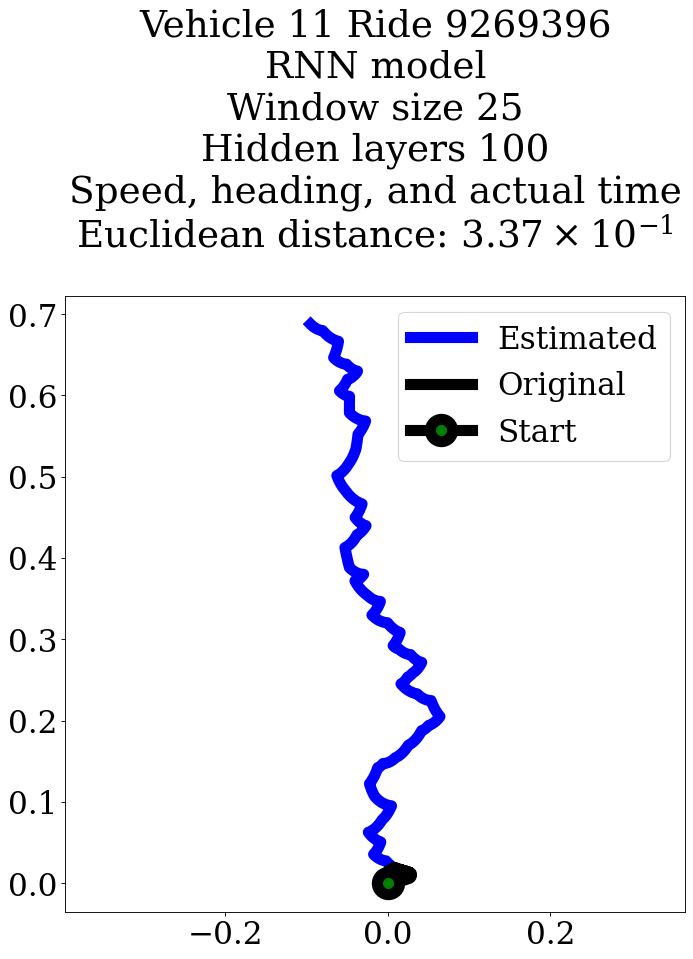 Vehicle 11 Ride 9269396
RNN model
Window size 25
Hidden layers 100
Speed, heading, and actual time
Euclidean distance: 3.37 × 10⁻¹
0.7
0.6
0.5
0.4
0.3
0.2
0.1
0.0
Estimated
Original
Start
−0.2
0.0
0.2